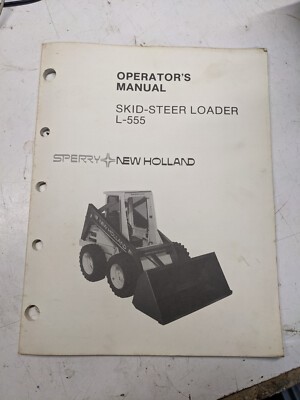 OPERATOR'S
MANUAL
SKID-STEER LOADER
L-555
SPERRY NEW HOLLAND